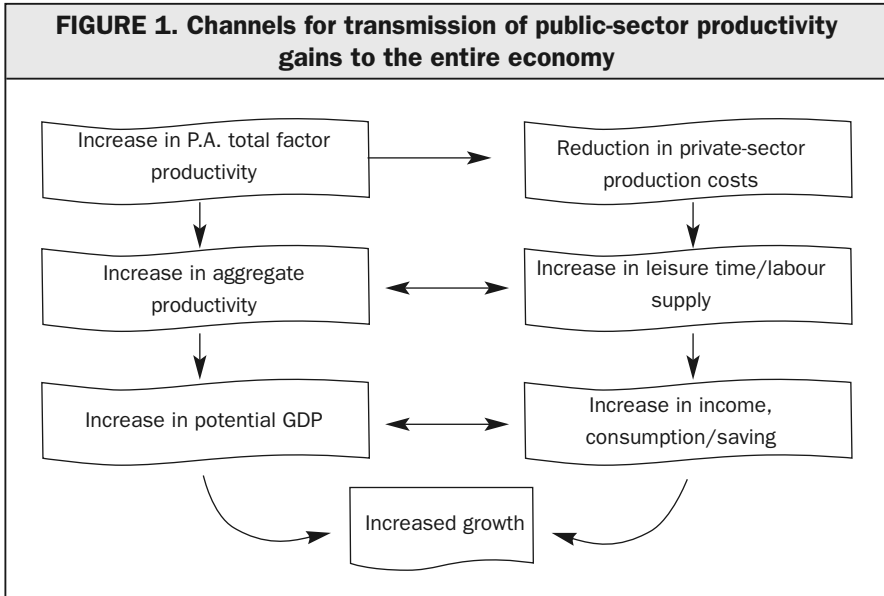 FIGURE 1. Channels for transmission of public-sector productivity
gains to the entire economy
Increase in P.A. total factor
productivity
Reduction in private-sector
production costs
Increase in aggregate
productivity
Increase in leisure time/labour
supply
Increase in potential GDP
Increase in income,
consumption/saving
Increased growth